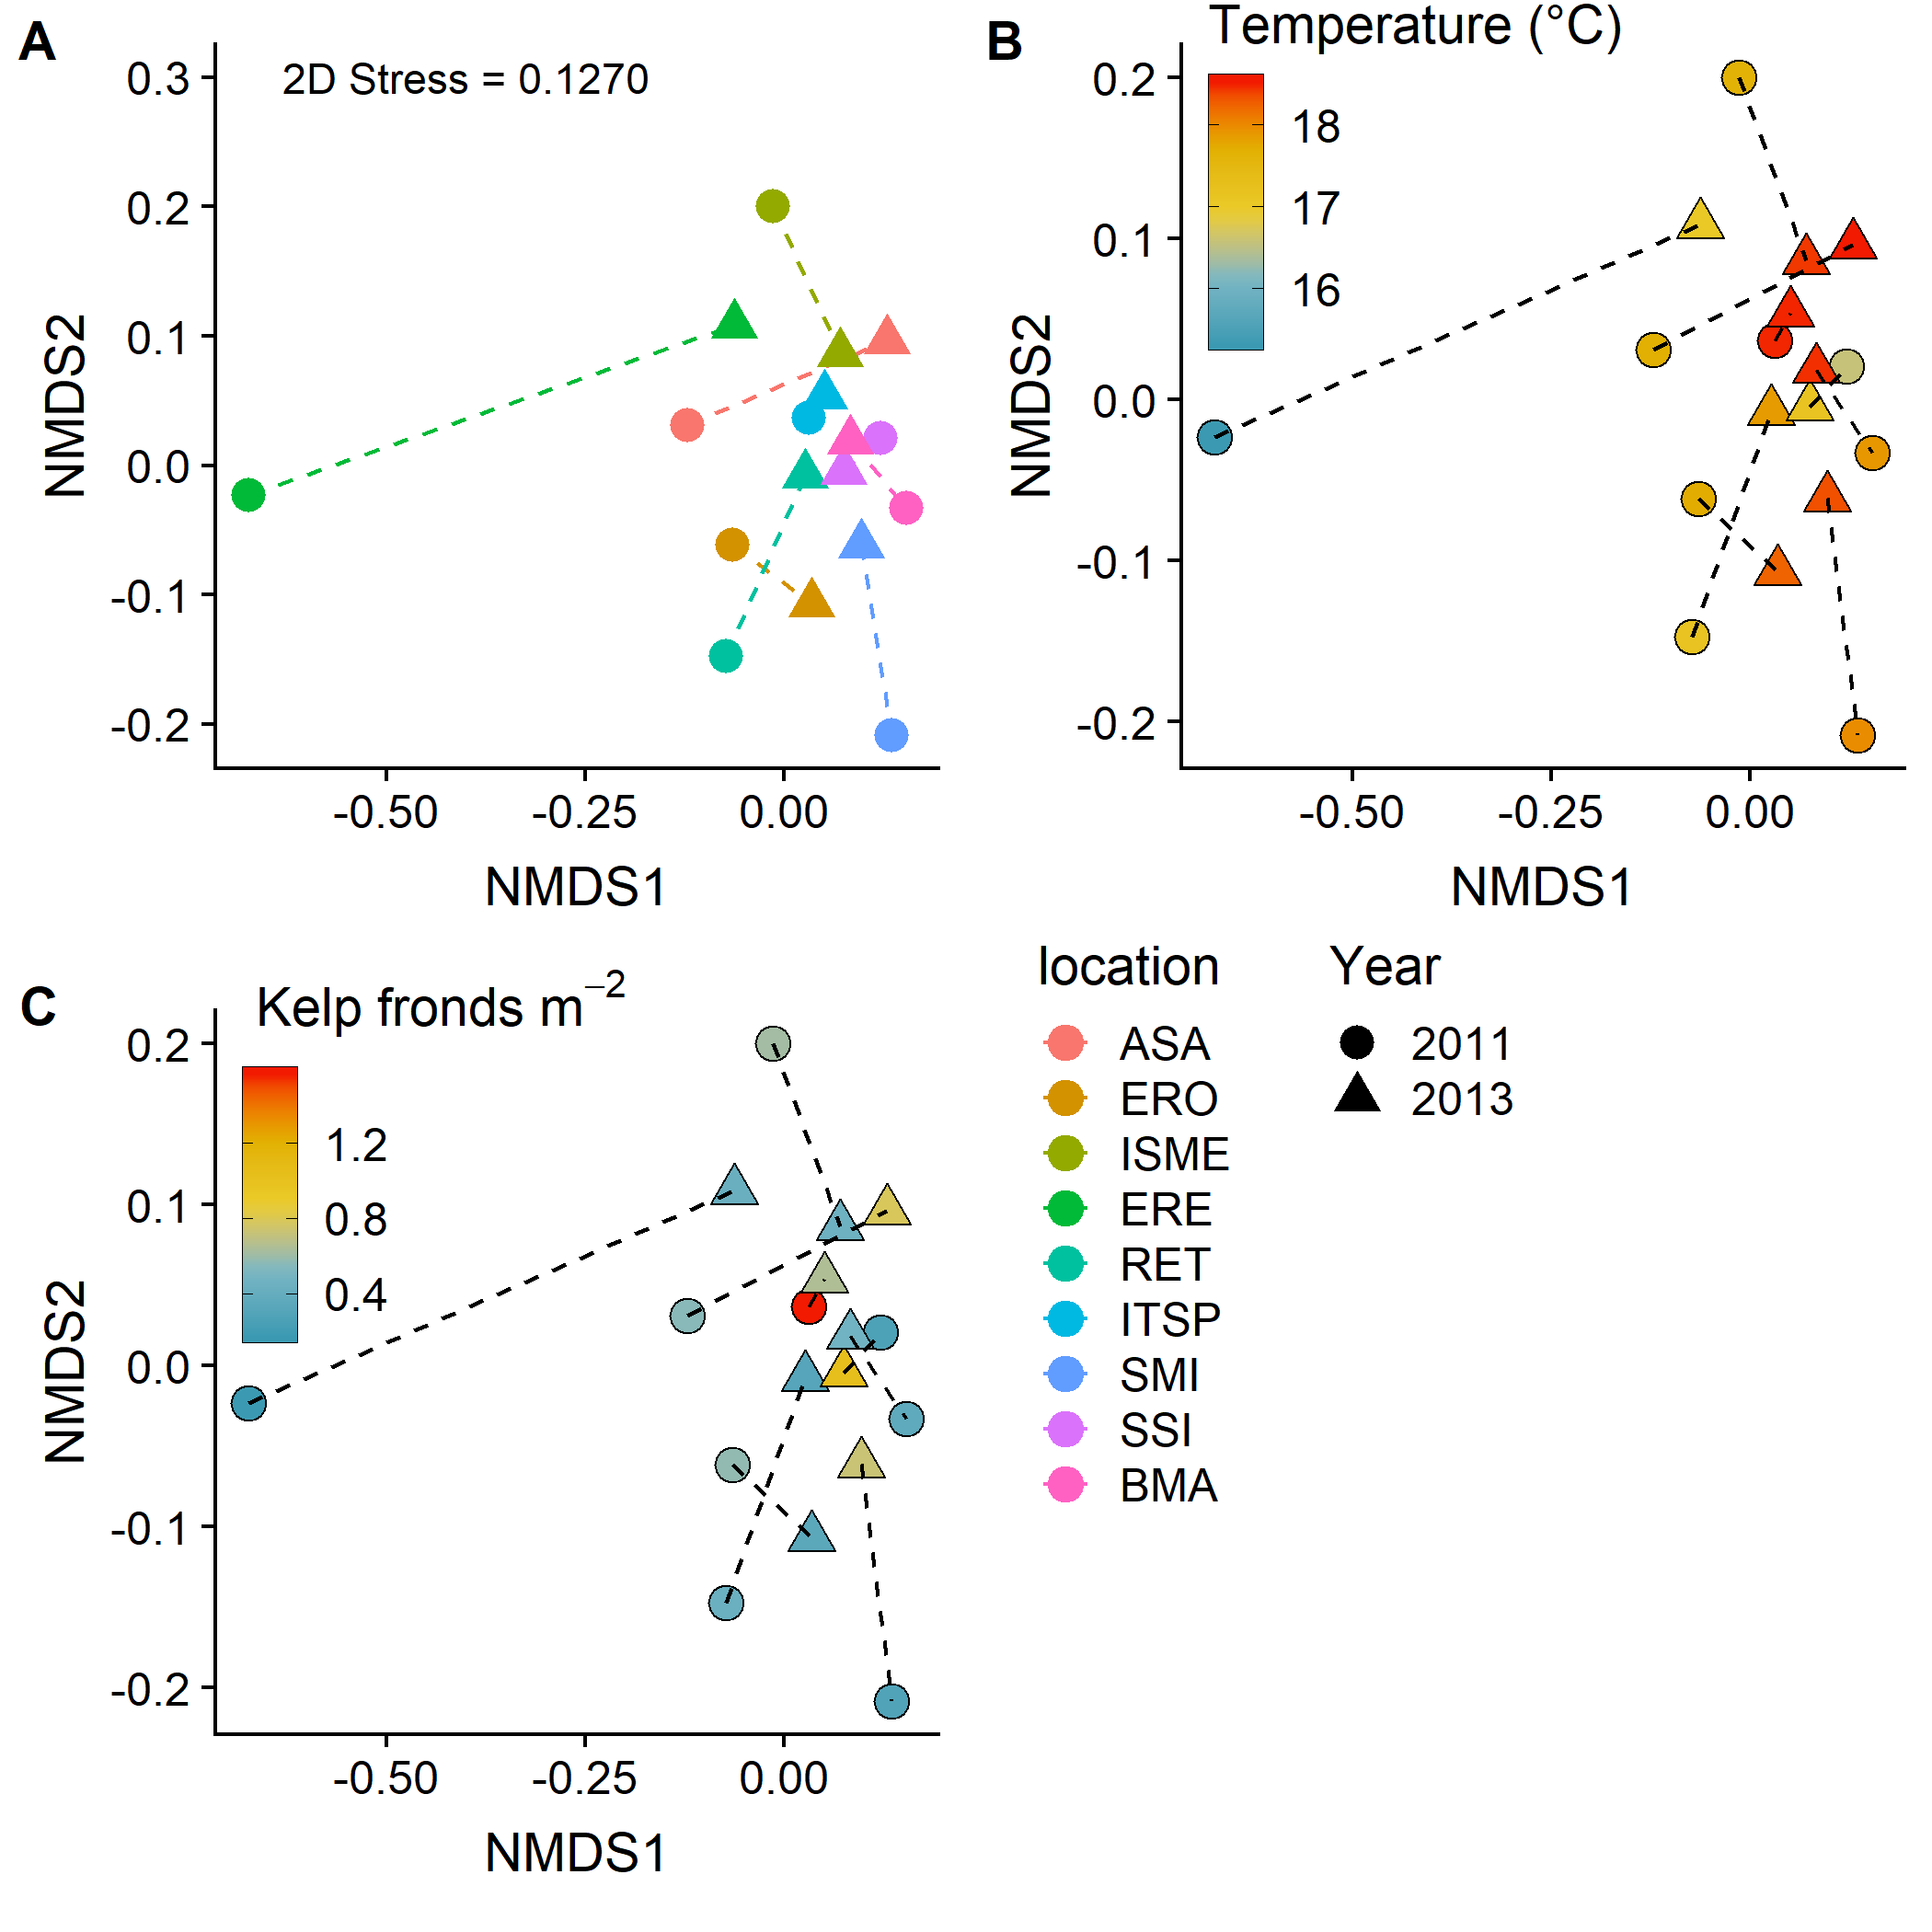 A
2D Stress = 0.1270
0.3
0.2
0.1
0.0
-0.1
-0.2
NMDS2
-0.50 -0.25 0.00
NMDS1
B
Temperature (°C)
18
17
16
0.2
0.1
0.0
-0.1
-0.2
NMDS2
-0.50 -0.25 0.00
NMDS1
C
Kelp fronds m⁻²
1.2
0.8
0.4
0.2
0.1
0.0
-0.1
-0.2
NMDS2
-0.50 -0.25 0.00
NMDS1
location
ASA
ERO
ISME
ERE
RET
ITSP
SMI
SSI
BMA
Year
2011
2013